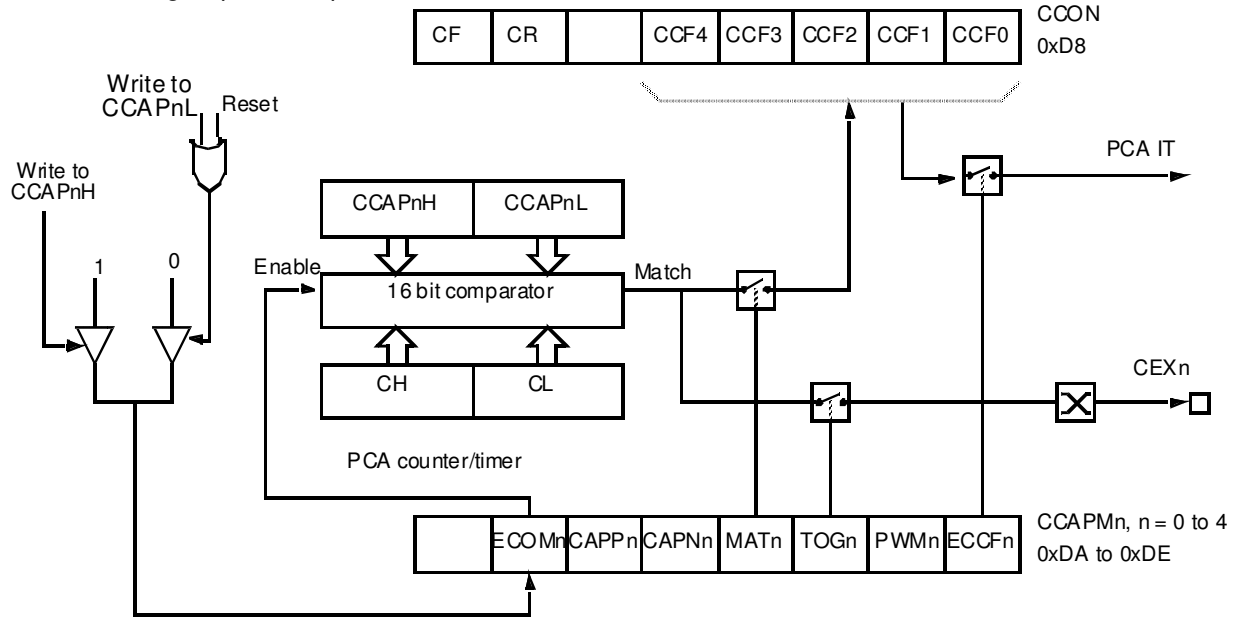 CF CR CCF4 CCF3 CCF2 CCF1 CCF0
CCON
0xD8
Write to
CCAPnL
Reset
Write to
CCAPnH
PCA IT
CCAPnH CCAPnL
1
0
Enable
16 bit comparator
Match
CH CL
CEXn
PCA counter/timer
ECOMn CAPPn CAPNn MATn TOGn PWMn ECCFn
CCAPMn, n = 0 to 4
0xDA to 0xDE